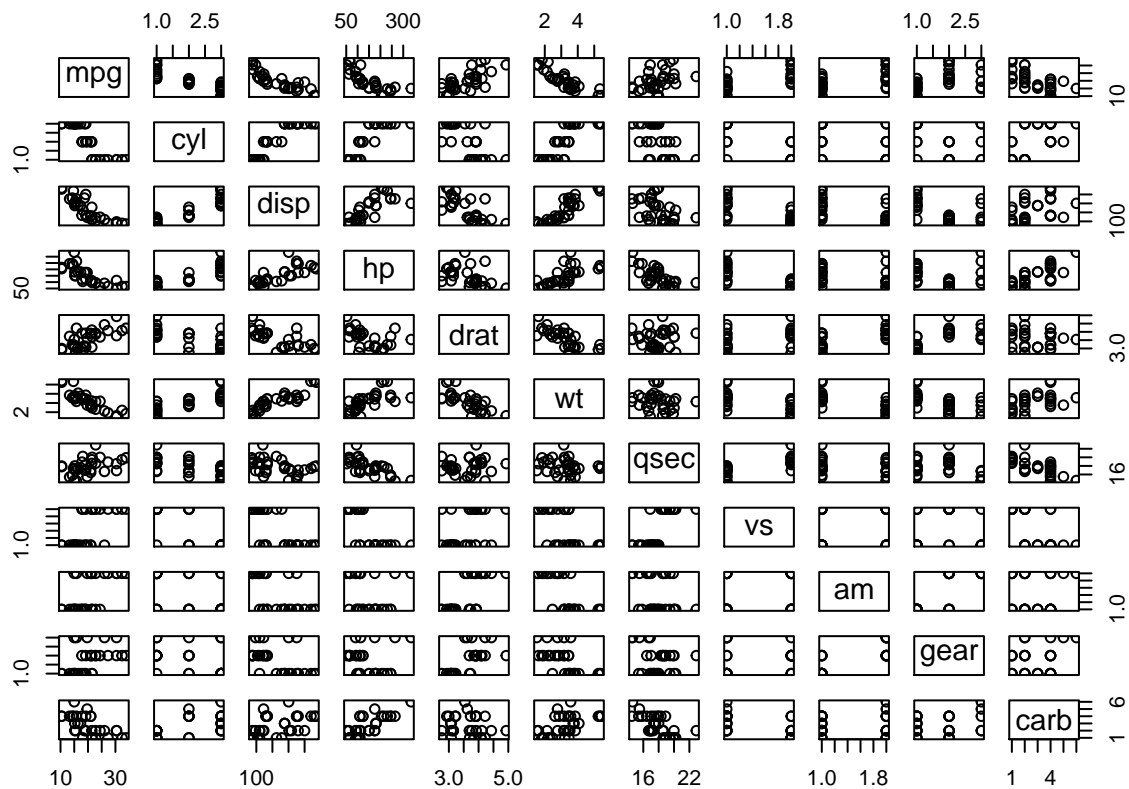 1.0 2.5 50 300 2 4 1.0 1.8 1.0 2.5
mpg 10
1.0 cyl
disp 100
50 hp
drat 3.0
2 wt
qsec 16
1.0 vs
am 1.0
1.0 gear
carb 1 6
10 30 100 3.0 5.0 16 22 1.0 1.8 1 4